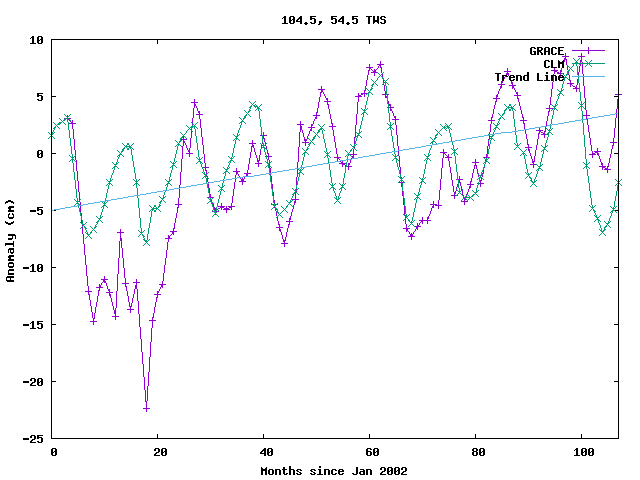 104.5, 54.5 TWS
GRACE
CLM
Trend Line
10
5
0
-5
-10
-15
-20
-25
Anomaly (cm)
0 20 40 60 80 100
Months since Jan 2002